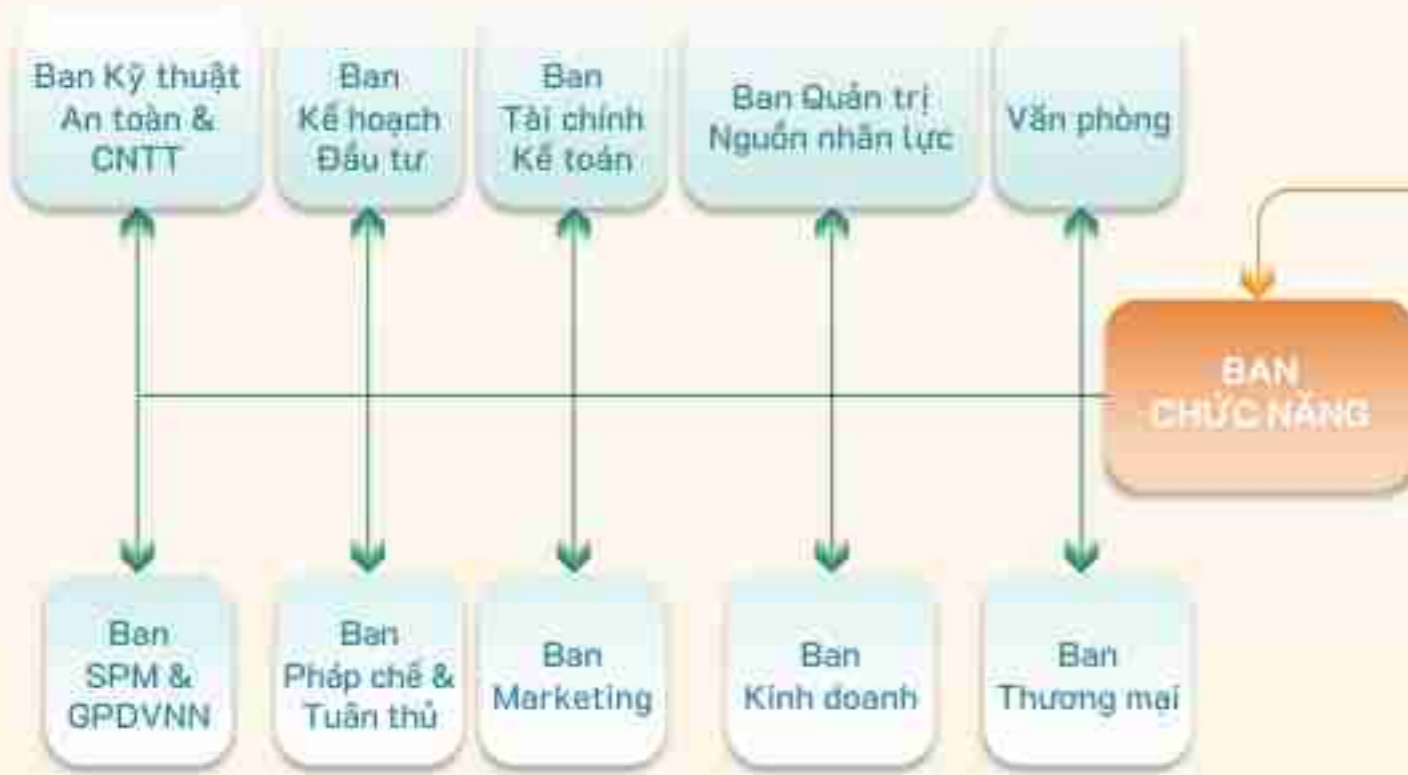 Ban Kỹ thuật
An toàn &
CNTT
Ban
Kế hoạch
Đầu tư
Ban
Tài chính
Kế toán
Ban Quản trị
Nguồn nhân lực
Văn phòng
BAN
CHỨC NĂNG
Ban
SPM &
GPDVNN
Ban
Pháp chế &
Tuân thủ
Ban
Marketing
Ban
Kinh doanh
Ban
Thương mại